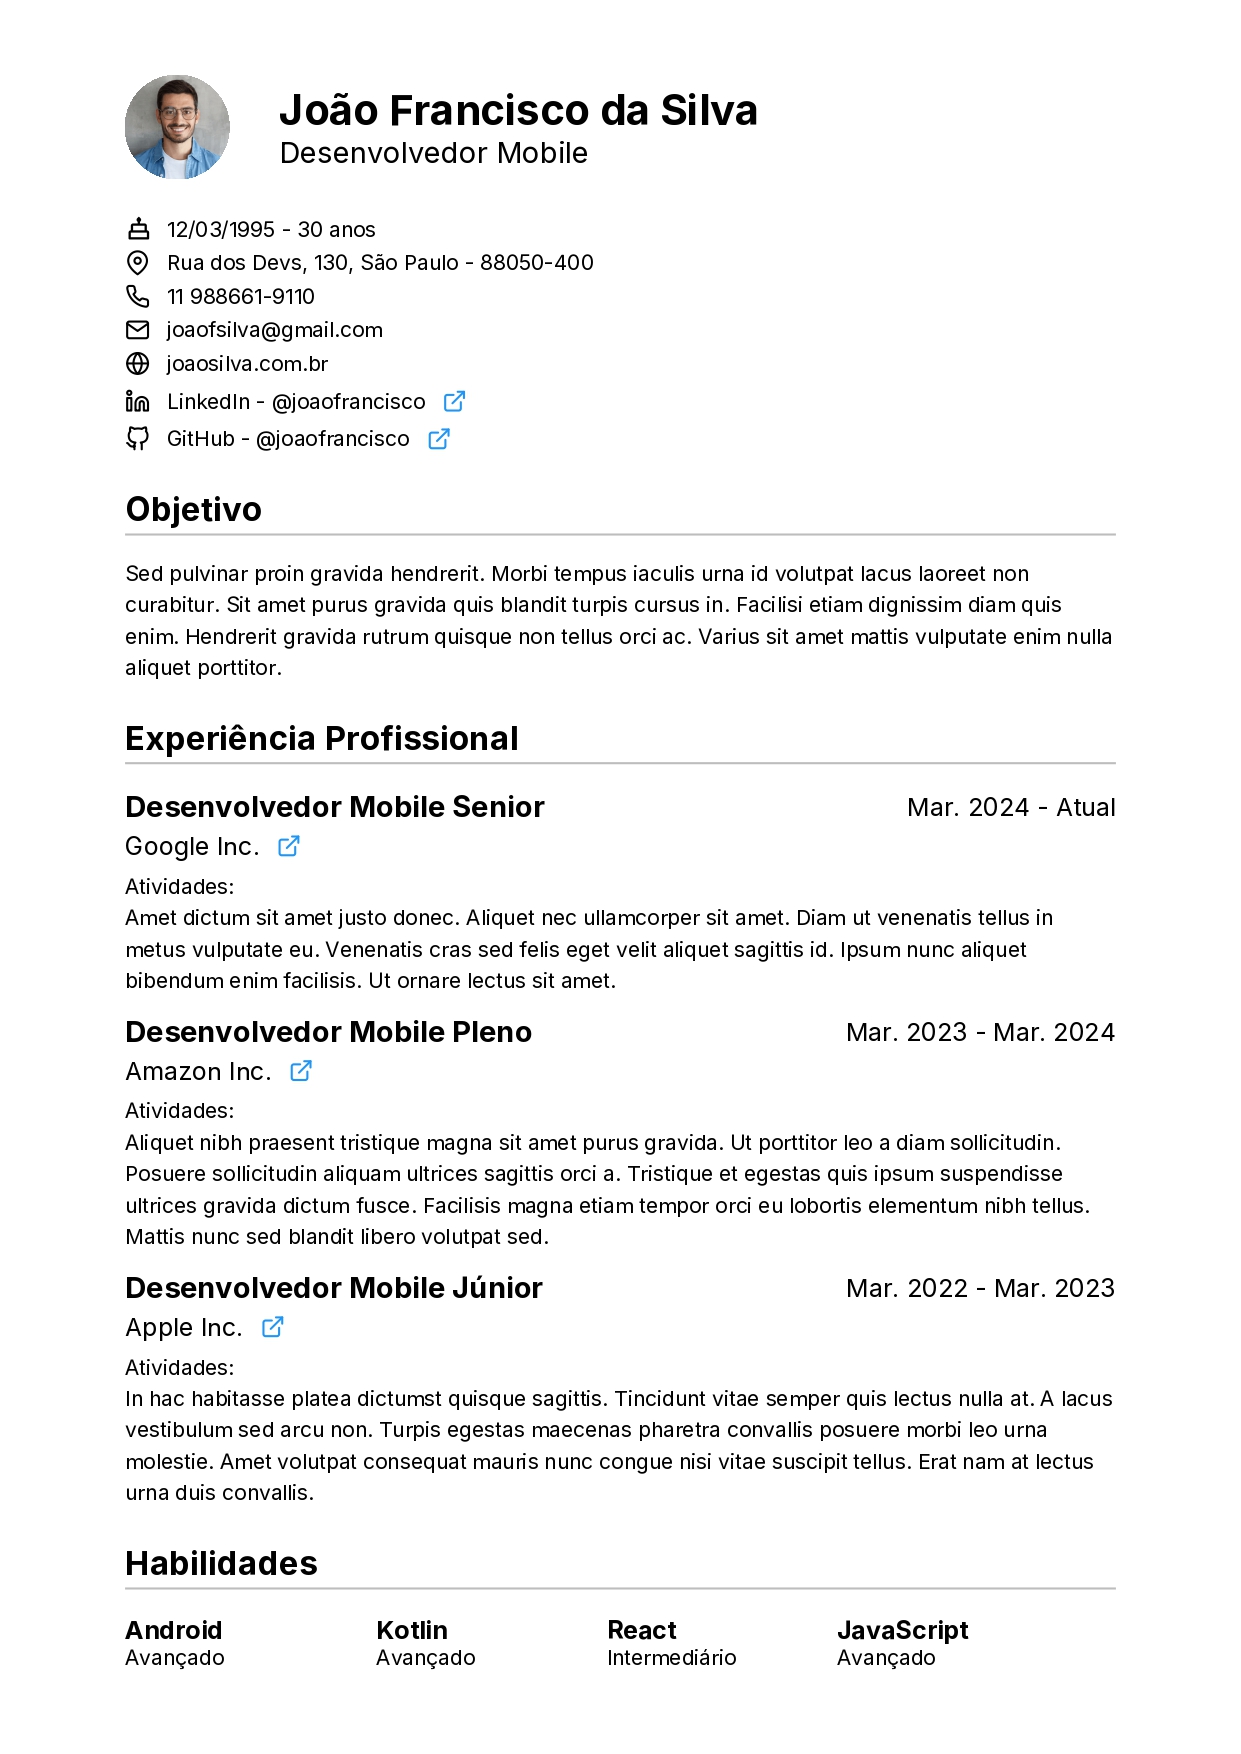 João Francisco da Silva
Desenvolvedor Mobile
12/03/1995 - 30 anos
Rua dos Devs, 130, São Paulo - 88050-400
11 988661-9110
joaofsilva@gmail.com
joaosilva.com.br
LinkedIn - @joaofrancisco
GitHub - @joaofrancisco
Objetivo
Sed pulvinar proin gravida hendrerit. Morbi tempus iaculis urna id volutpat lacus laoreet non
curabitur. Sit amet purus gravida quis blandit turpis cursus in. Facilisi etiam dignissim diam quis
enim. Hendrerit gravida rutrum quisque non tellus orci ac. Varius sit amet mattis vulputate enim nulla
aliquet porttitor.
Experiência Profissional
Desenvolvedor Mobile Senior Mar. 2024 - Atual
Google Inc.
Atividades:
Amet dictum sit amet justo donec. Aliquet nec ullamcorper sit amet. Diam ut venenatis tellus in
metus vulputate eu. Venenatis cras sed felis eget velit aliquet sagittis id. Ipsum nunc aliquet
bibendum enim facilisis. Ut ornare lectus sit amet.
Desenvolvedor Mobile Pleno Mar. 2023 - Mar. 2024
Amazon Inc.
Atividades:
Aliquet nibh praesent tristique magna sit amet purus gravida. Ut porttitor leo a diam sollicitudin.
Posuere sollicitudin aliquam ultrices sagittis orci a. Tristique et egestas quis ipsum suspendisse
ultrices gravida dictum fusce. Facilisis magna etiam tempor orci eu lobortis elementum nibh tellus.
Mattis nunc sed blandit libero volutpat sed.
Desenvolvedor Mobile Júnior Mar. 2022 - Mar. 2023
Apple Inc.
Atividades:
In hac habitasse platea dictumst quisque sagittis. Tincidunt vitae semper quis lectus nulla at. A lacus
vestibulum sed arcu non. Turpis egestas maecenas pharetra convallis posuere morbi leo urna
molestie. Amet volutpat consequat mauris nunc congue nisi vitae suscipit tellus. Erat nam at lectus
urna duis convallis.
Habilidades
Android Kotlin React JavaScript
Avançado Avançado Intermediário Avançado